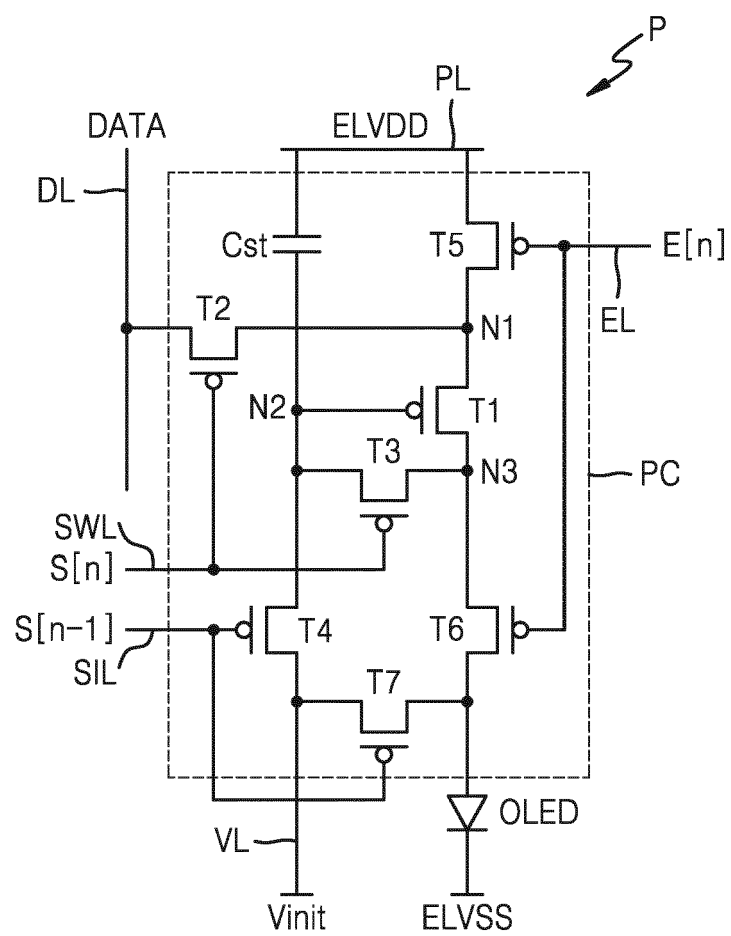 P
PL
DATA
ELVDD
DL
Cst
T5
E[n]
EL
T2
N1
N2
T1
T3
N3
PC
SWL
S[n]
S[n−1]
SIL
T4
T6
T7
OLED
VL
Vinit
ELVSS